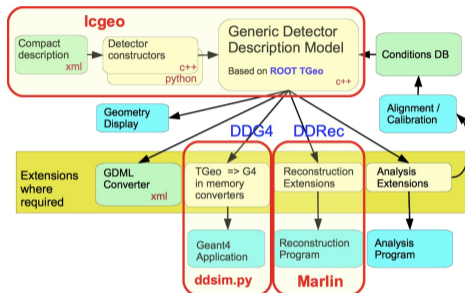 lcgeo
Compact
description
xml
Detector
constructors
c++
python
Generic Detector
Description Model
Based on ROOT TGeo
c++
Conditions DB
Geometry
Display
Alignment /
Calibration
DDG4
DDRec
Extensions
where
required
GDML
Converter
xml
TGeo => G4
in memory
converters
Reconstruction
Extensions
Analysis
Extensions
Geant4
Application
Reconstruction
Program
Analysis
Program
ddsim.py
Marlin